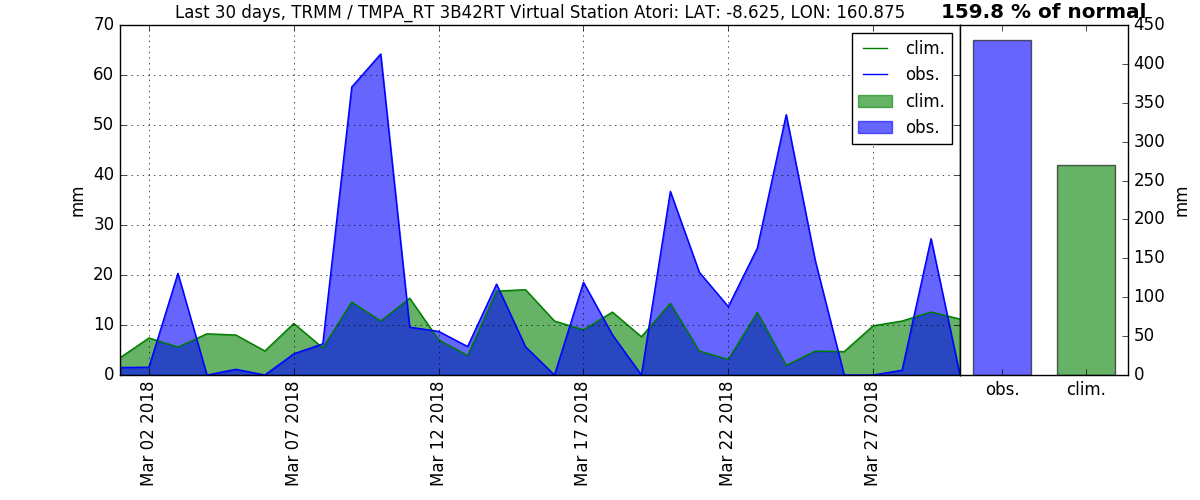 Last 30 days, TRMM / TMPA_RT 3B42RT Virtual Station Atori: LAT: -8.625, LON: 160.875
159.8 % of normal
70
60
50
40
30
20
10
0
mm
clim.
obs.
clim.
obs.
Mar 02 2018
Mar 07 2018
Mar 12 2018
Mar 17 2018
Mar 22 2018
Mar 27 2018
450
400
350
300
250
200
150
100
50
0
mm
obs.
clim.